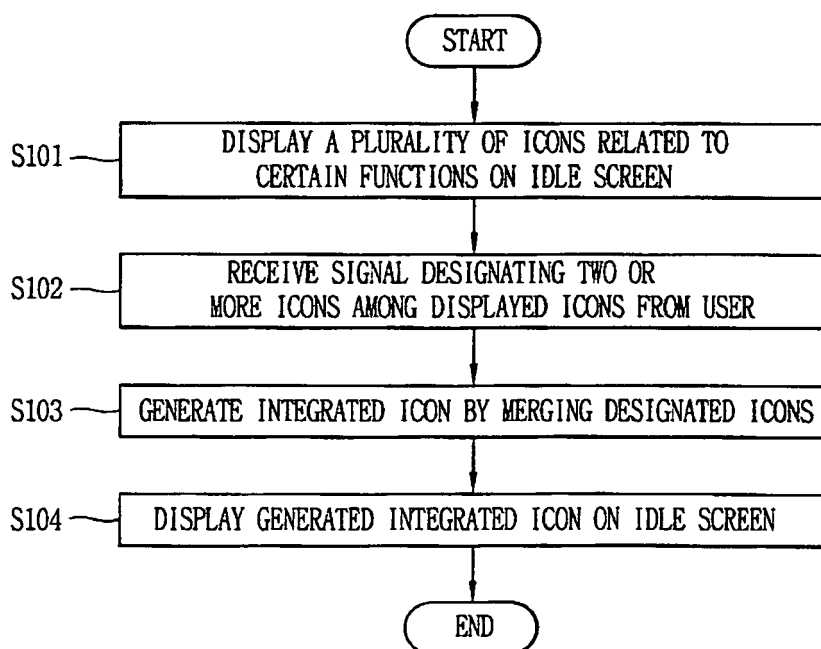 START
S101
DISPLAY A PLURALITY OF ICONS RELATED TO
CERTAIN FUNCTIONS ON IDLE SCREEN
S102
RECEIVE SIGNAL DESIGNATING TWO OR
MORE ICONS AMONG DISPLAYED ICONS FROM USER
S103
GENERATE INTEGRATED ICON BY MERGING DESIGNATED ICONS
S104
DISPLAY GENERATED INTEGRATED ICON ON IDLE SCREEN
END